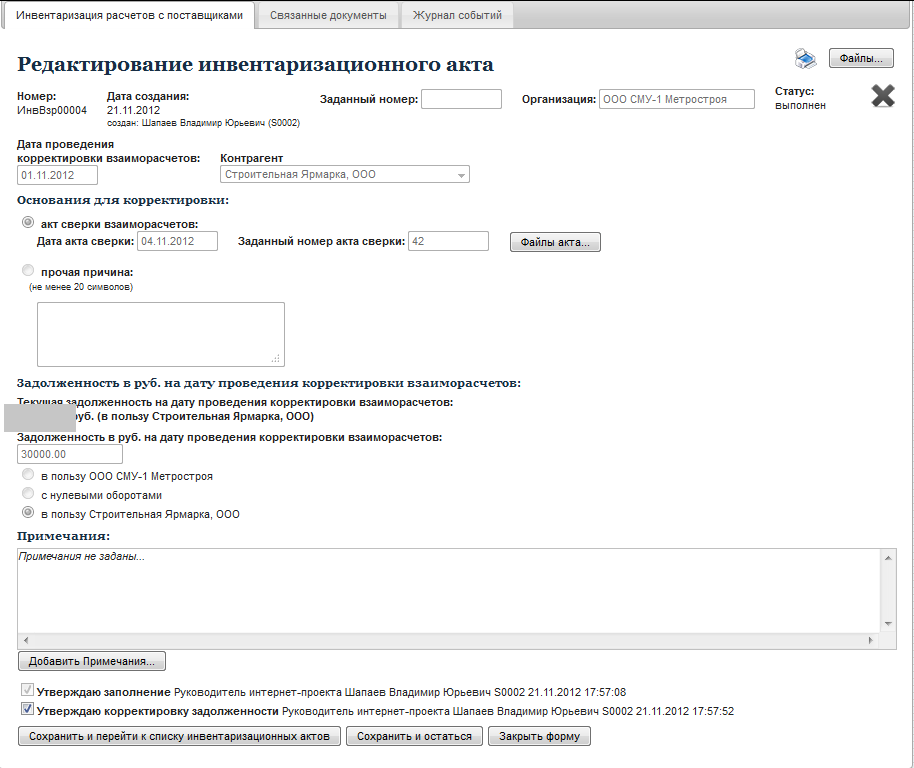 Инвентаризация расчетов с поставщиками
Связанные документы
Журнал событий
Редактирование инвентаризационного акта
Файлы...
Номер:
ИнвВзр00004
Дата создания:
21.11.2012
создан: Шапаев Владимир Юрьевич (S0002)
Заданный номер:
Организация: ООО СМУ-1 Метростроя
Статус:
выполнен
Дата проведения
корректировки взаиморасчетов:
01.11.2012
Контрагент
Строительная Ярмарка, ООО
Основания для корректировки:
акт сверки взаиморасчетов:
Дата акта сверки: 04.11.2012 Заданный номер акта сверки: 42 Файлы акта...
прочая причина:
(не менее 20 символов)
Задолженность в руб. на дату проведения корректировки взаиморасчетов:
Текущая задолженность на дату проведения корректировки взаиморасчетов:
руб. (в пользу Строительная Ярмарка, ООО)
Задолженность в руб. на дату проведения корректировки взаиморасчетов:
30000.00
в пользу ООО СМУ-1 Метростроя
с нулевыми оборотами
в пользу Строительная Ярмарка, ООО
Примечания:
Примечания не заданы...
Добавить Примечания...
Утверждаю заполнение Руководитель интернет-проекта Шапаев Владимир Юрьевич S0002 21.11.2012 17:57:08
Утверждаю корректировку задолженности Руководитель интернет-проекта Шапаев Владимир Юрьевич S0002 21.11.2012 17:57:52
Сохранить и перейти к списку инвентаризационных актов
Сохранить и остаться
Закрыть форму